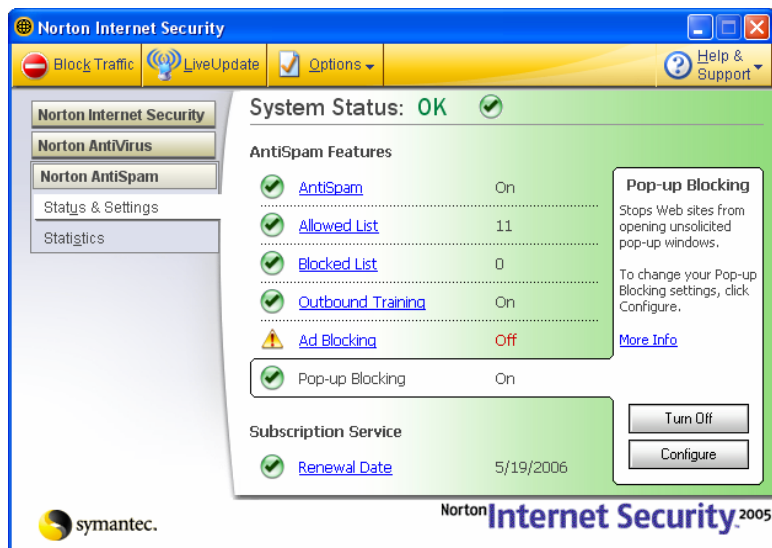 Norton Internet Security
Block Traffic
LiveUpdate
Options
Help &
Support
Norton Internet Security
Norton AntiVirus
Norton AntiSpam
Status & Settings
Statistics
System Status: OK
AntiSpam Features
AntiSpam On
Allowed List 11
Blocked List 0
Outbound Training On
Ad Blocking Off
Pop-up Blocking On
Subscription Service
Renewal Date 5/19/2006
Pop-up Blocking
Stops Web sites from
opening unsolicited
pop-up windows.
To change your Pop-up
Blocking settings, click
Configure.
More Info
Turn Off
Configure
symantec.
Norton Internet Security 2005